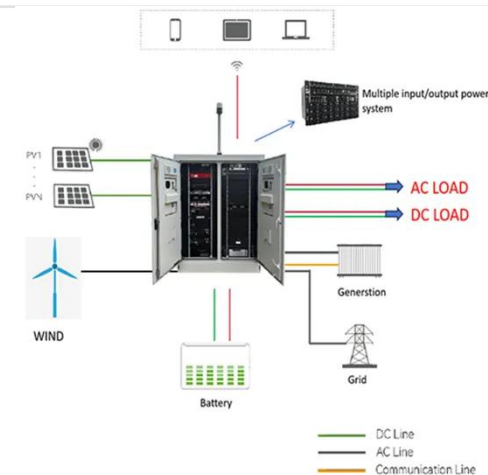 Multiple input/output power
system
PV1
PVN
AC LOAD
DC LOAD
WIND
Generstion
Battery
Grid
DC Line
AC Line
Communication Line